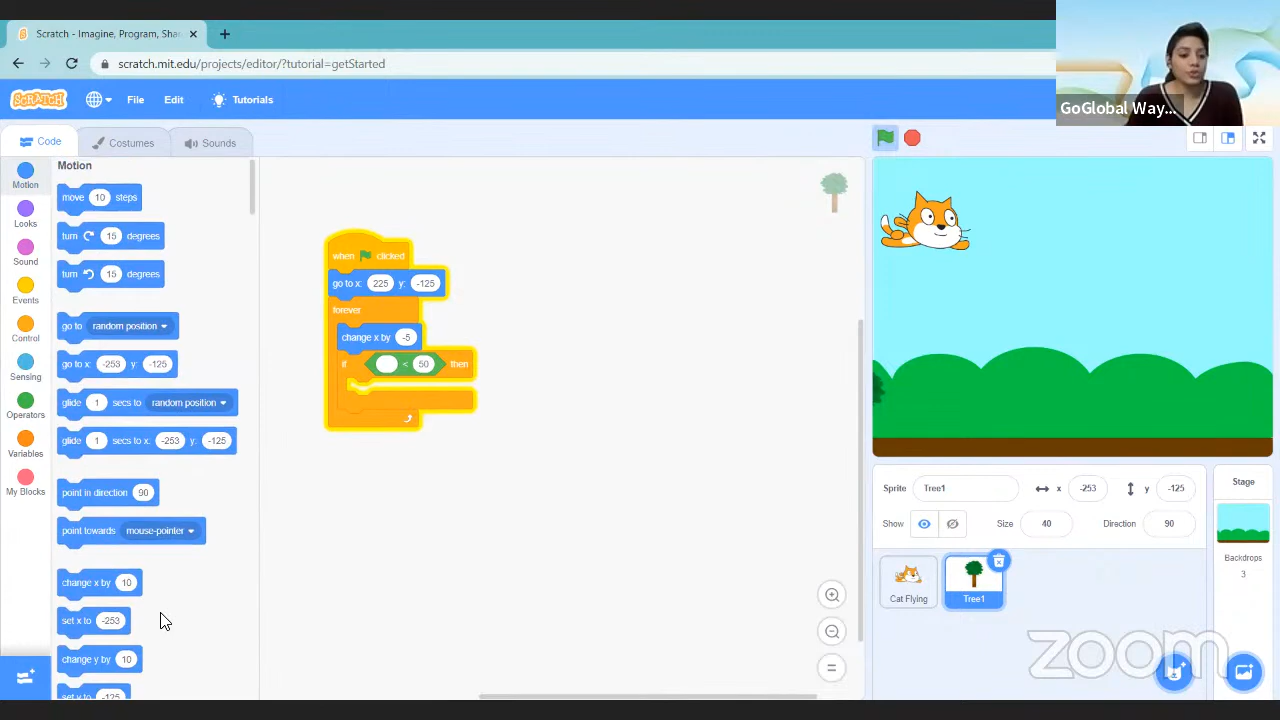 Scratch - Imagine, Program, Sha
scratch.mit.edu/projects/editor/?tutorial=getStarted
GoGlobal Way...
SCRATCH
File
Edit
Tutorials
Code
Costumes
Sounds
Motion
Looks
Sound
Events
Control
Sensing
Operators
Variables
My Blocks
Motion
move 10 steps
turn 15 degrees
turn 15 degrees
go to random position
go to x: -253 y: -125
glide 1 secs to random position
glide 1 secs to x: -253 y: -125
point in direction 90
point towards mouse-pointer
change x by 10
set x to -253
change y by 10
set y to -125
when clicked
go to x: 225 y: -125
forever
change x by -5
if < 50 then
Sprite Tree1 x -253 y -125
Show Size 40 Direction 90
Cat Flying
Tree1
Stage
Backdrops
3
zoom